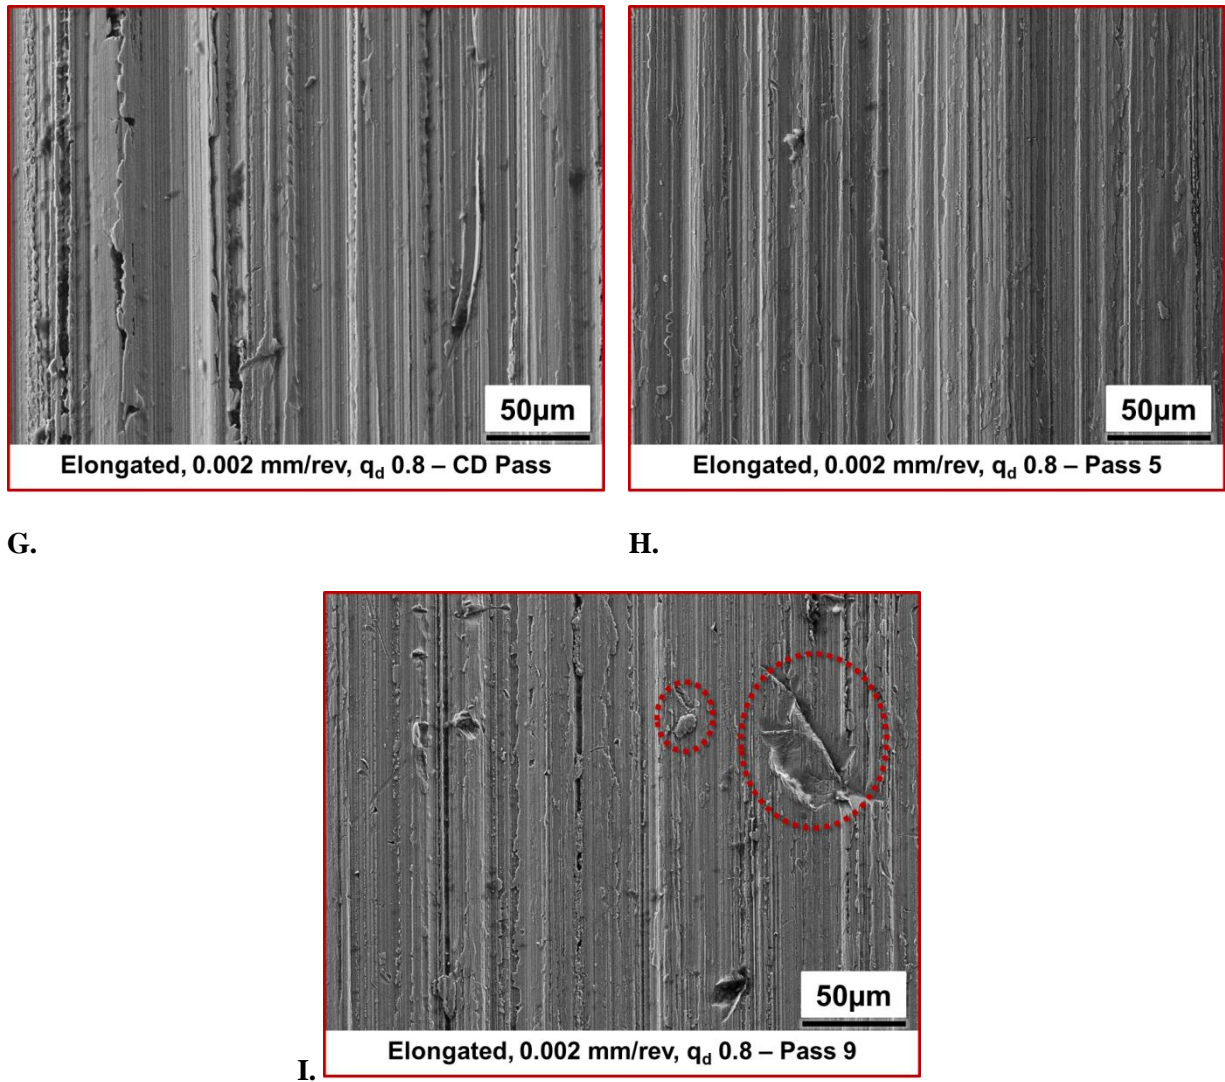 50µm
Elongated, 0.002 mm/rev, qd 0.8 – CD Pass
50µm
Elongated, 0.002 mm/rev, qd 0.8 – Pass 5
G.
H.
50µm
Elongated, 0.002 mm/rev, qd 0.8 – Pass 9
I.